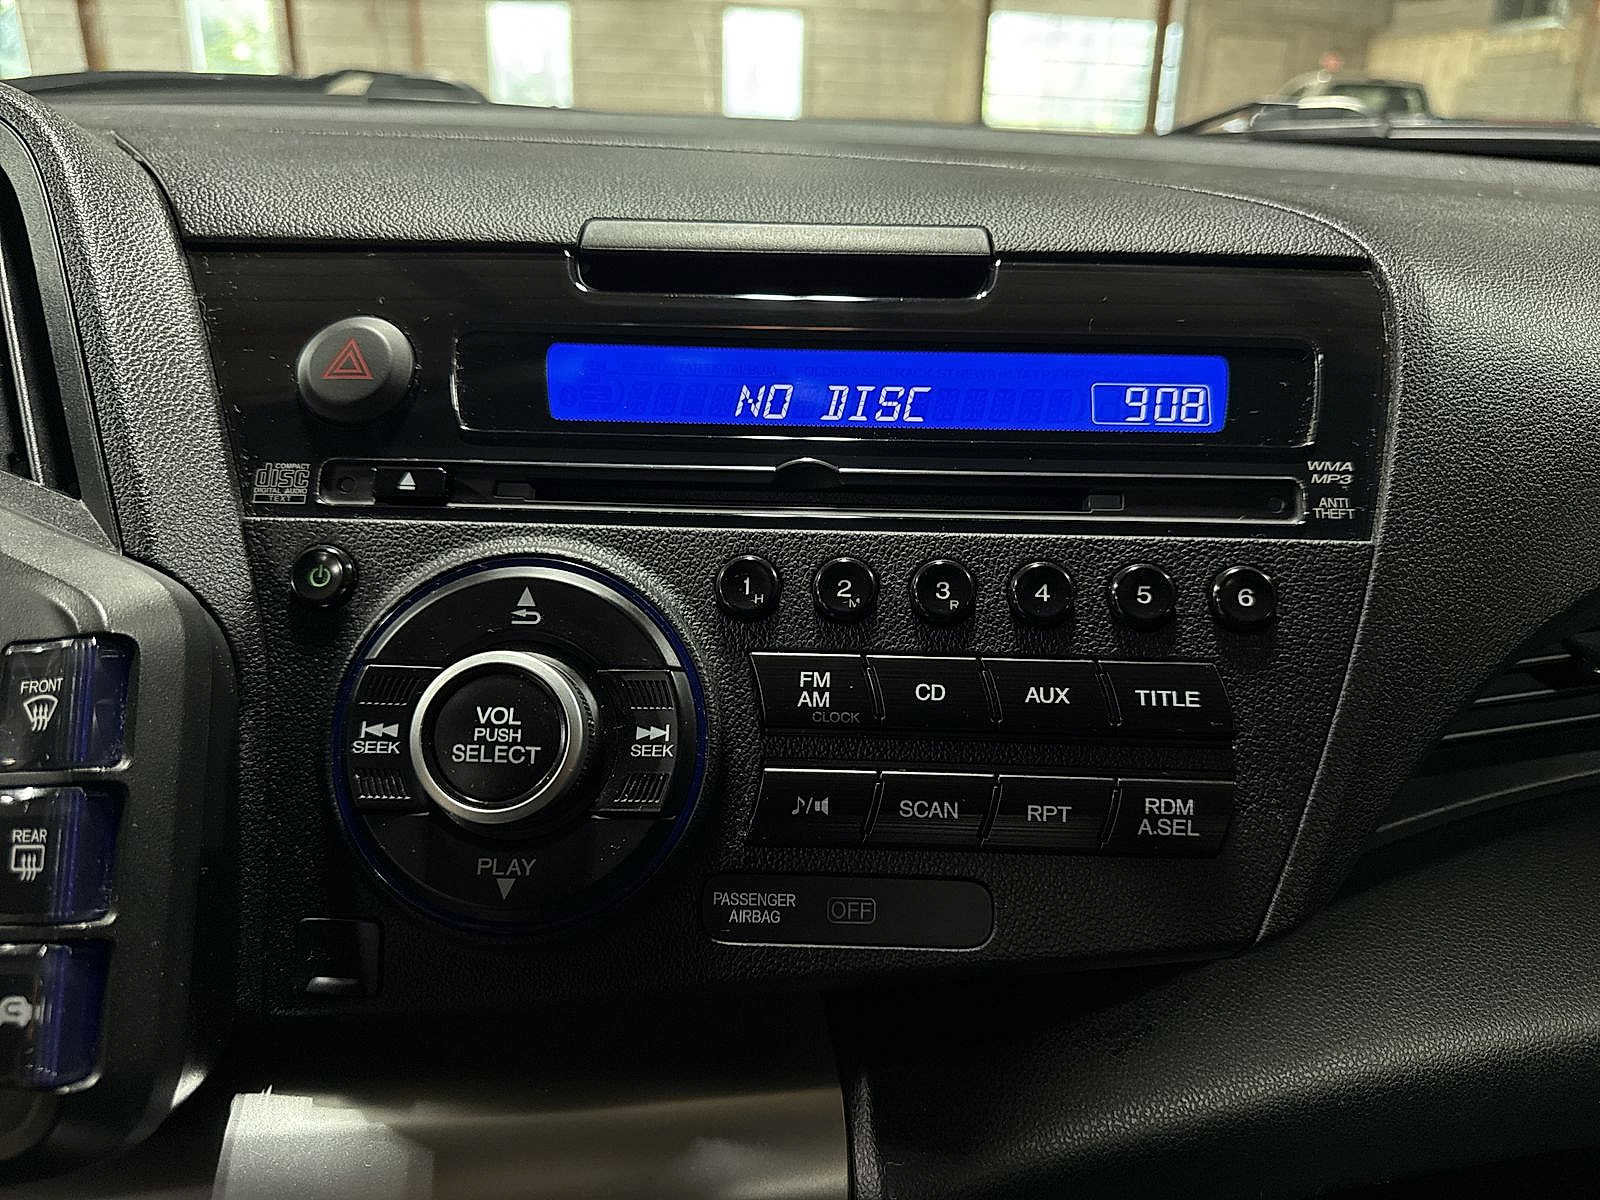 NO DISC
908
COMPACT
disc
DIGITAL AUDIO
TEXT
WMA
MP3
ANTI
THEFT
1 H
2 M
3 R
4
5
6
VOL
PUSH
SELECT
SEEK
SEEK
PLAY
FM
AM
CLOCK
CD
AUX
TITLE
SCAN
RPT
RDM
A.SEL
PASSENGER
AIRBAG
OFF
FRONT
REAR